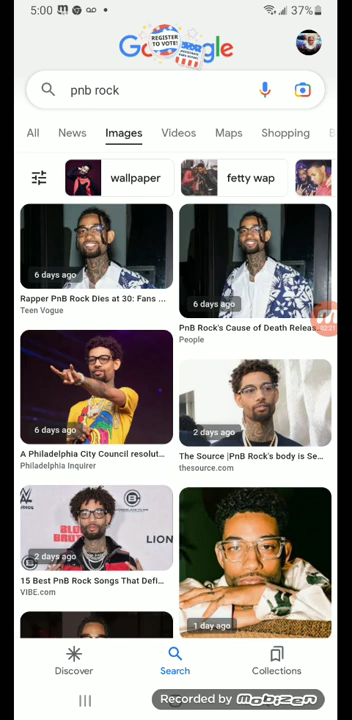 5:00
37%
Google
REGISTER TO VOTE!
pnb rock
All News Images Videos Maps Shopping
wallpaper
fetty wap
6 days ago
Rapper PnB Rock Dies at 30: Fans ...
Teen Vogue
6 days ago
PnB Rock's Cause of Death Releas...
People
02:21
6 days ago
A Philadelphia City Council resolut...
Philadelphia Inquirer
2 days ago
The Source |PnB Rock's body is Se...
thesource.com
LION
2 days ago
15 Best PnB Rock Songs That Defi...
VIBE.com
1 day ago
Discover
Search
Collections
Recorded by MOBIZEN